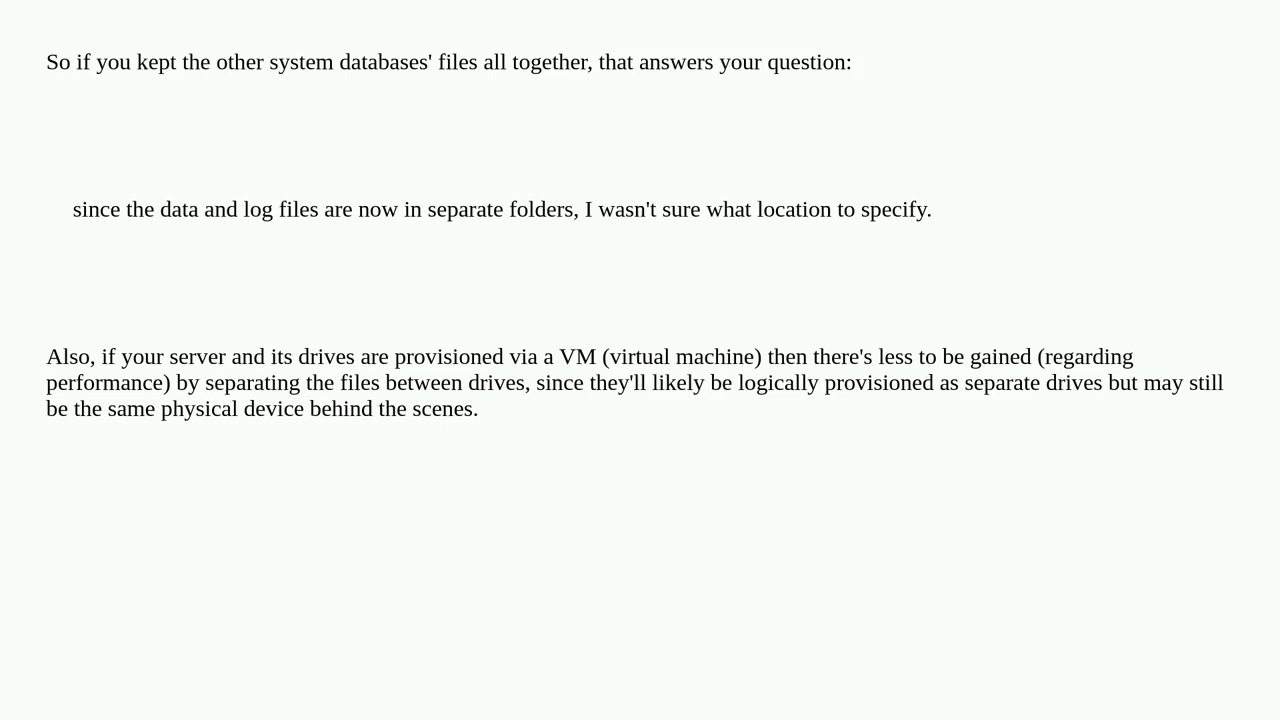 So if you kept the other system databases' files all together, that answers your question:
since the data and log files are now in separate folders, I wasn't sure what location to specify.
Also, if your server and its drives are provisioned via a VM (virtual machine) then there's less to be gained (regarding
performance) by separating the files between drives, since they'll likely be logically provisioned as separate drives but may still
be the same physical device behind the scenes.